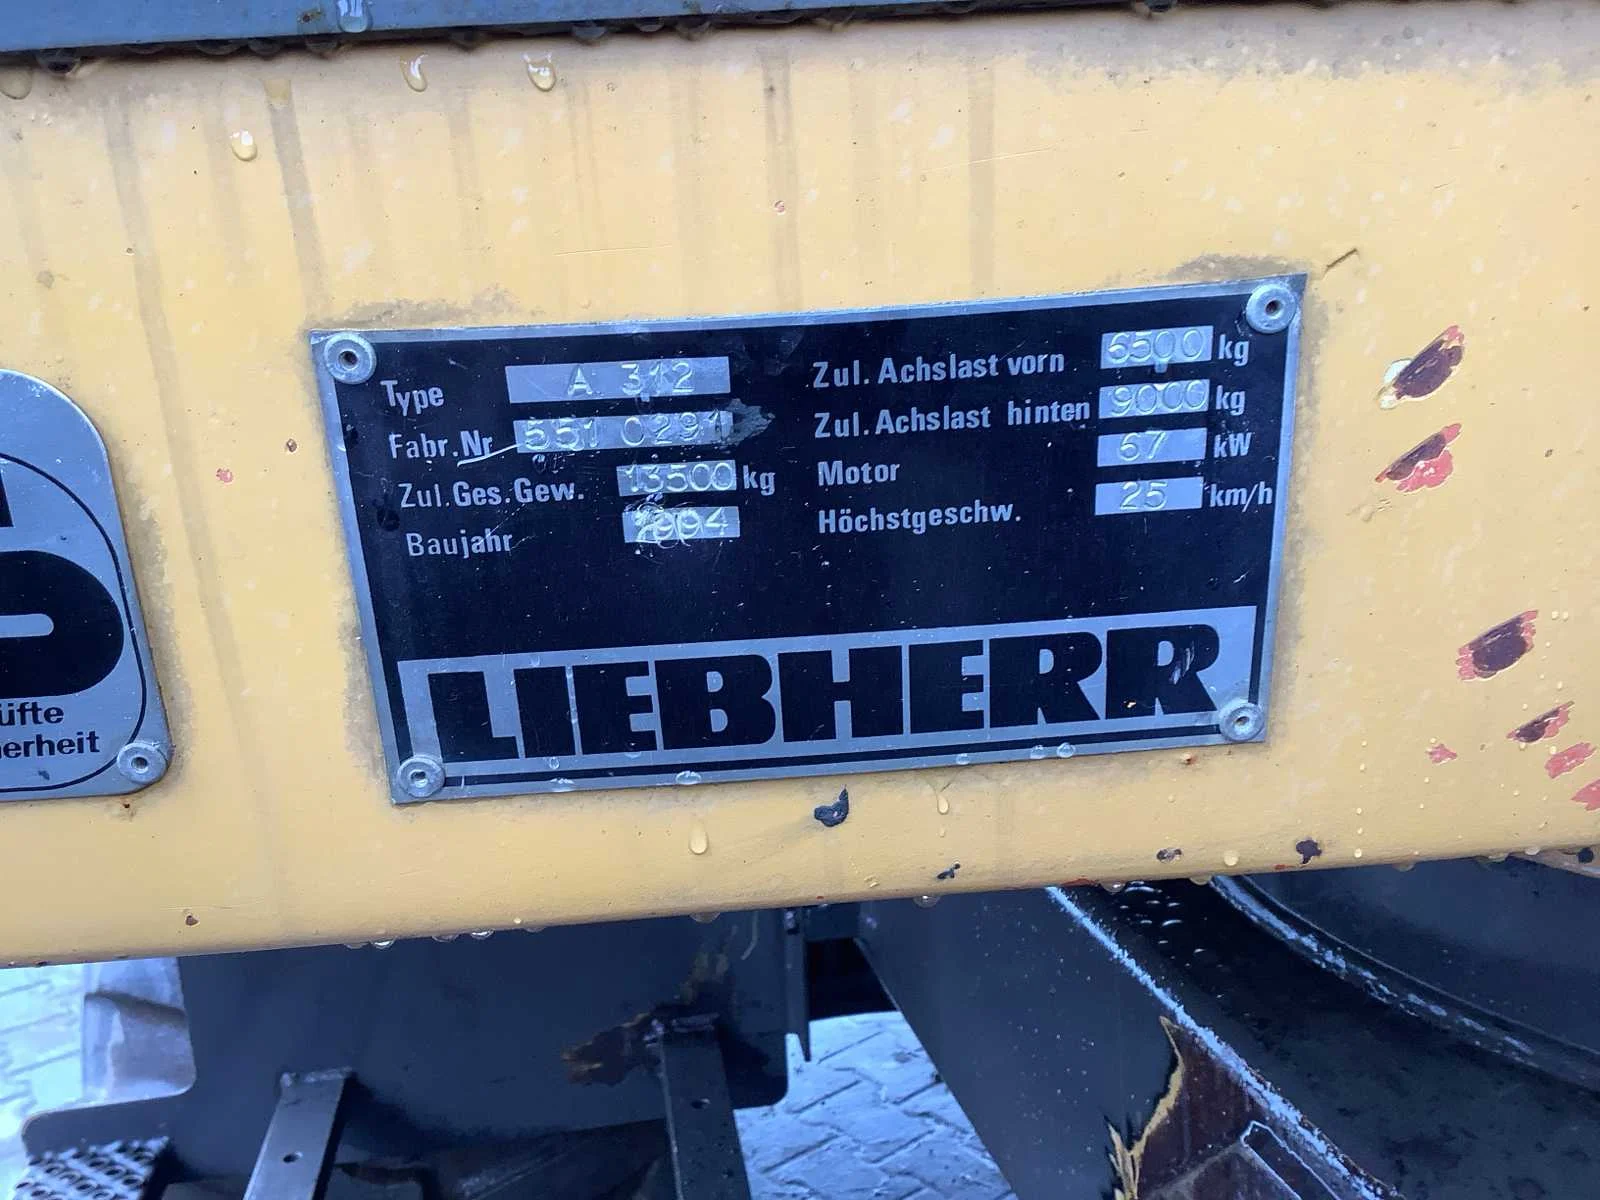 Type A 312
Fabr.Nr 551 0291
Zul.Ges.Gew. 13500 kg
Baujahr 1994
Zul. Achslast vorn 6500 kg
Zul. Achslast hinten 9000 kg
Motor 67 kW
Höchstgeschw. 25 km/h
LIEBHERR
üfte
erheit